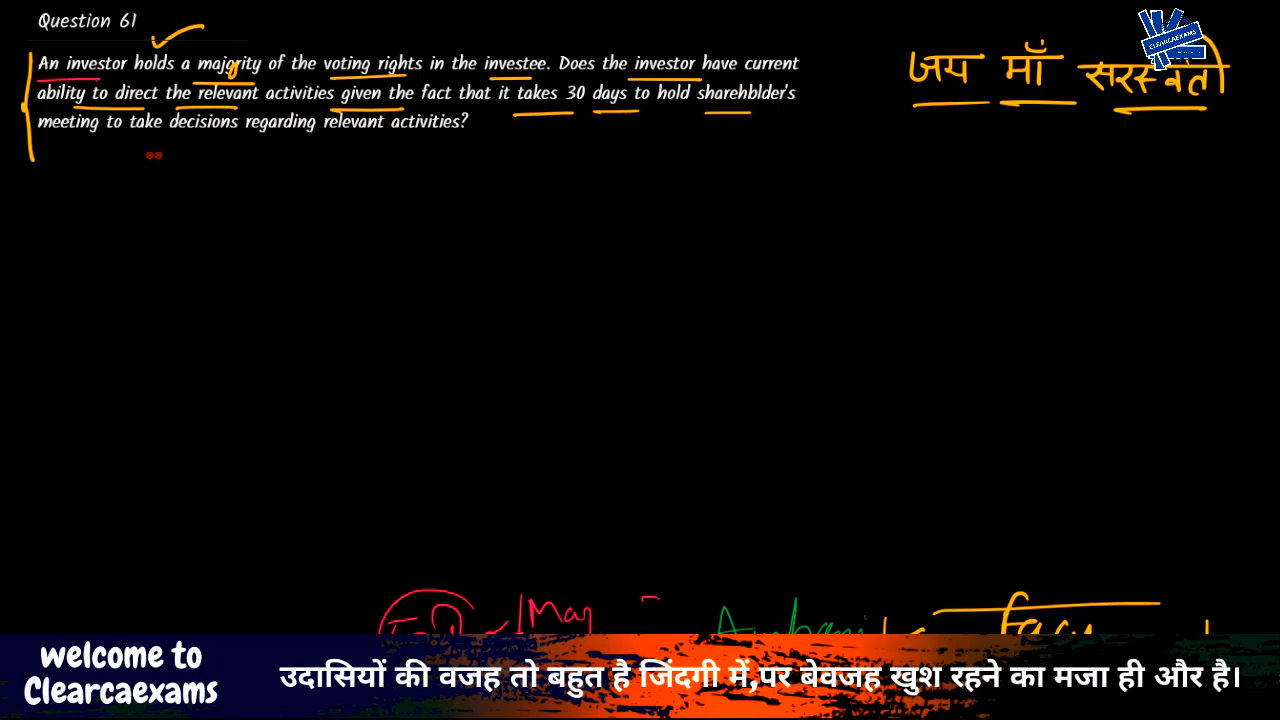 Question 61
An investor holds a majority of the voting rights in the investee. Does the investor have current
ability to direct the relevant activities given the fact that it takes 30 days to hold sharehblder's
meeting to take decisions regarding relevant activities?
जय माँ सरस्वती
CLEARCAEXAMS
welcome to
Clearcaexams
उदासियों की वजह तो बहुत है जिंदगी में,पर बेवजह खुश रहने का मजा ही और है।